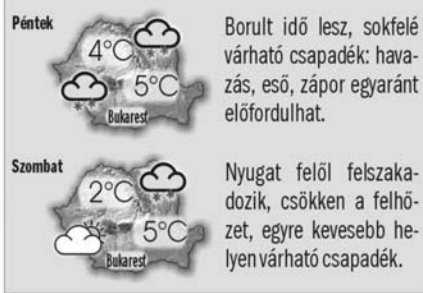 Péntek
4°C
5°C
Bukarest
Borult idő lesz, sokfelé
várható csapadék: hava-
zás, eső, zápor egyaránt
előfordulhat.
Szombat
2°C
5°C
Bukarest
Nyugat felől felszaka-
dozik, csökken a felhő-
zet, egyre kevesebb he-
lyen várható csapadék.